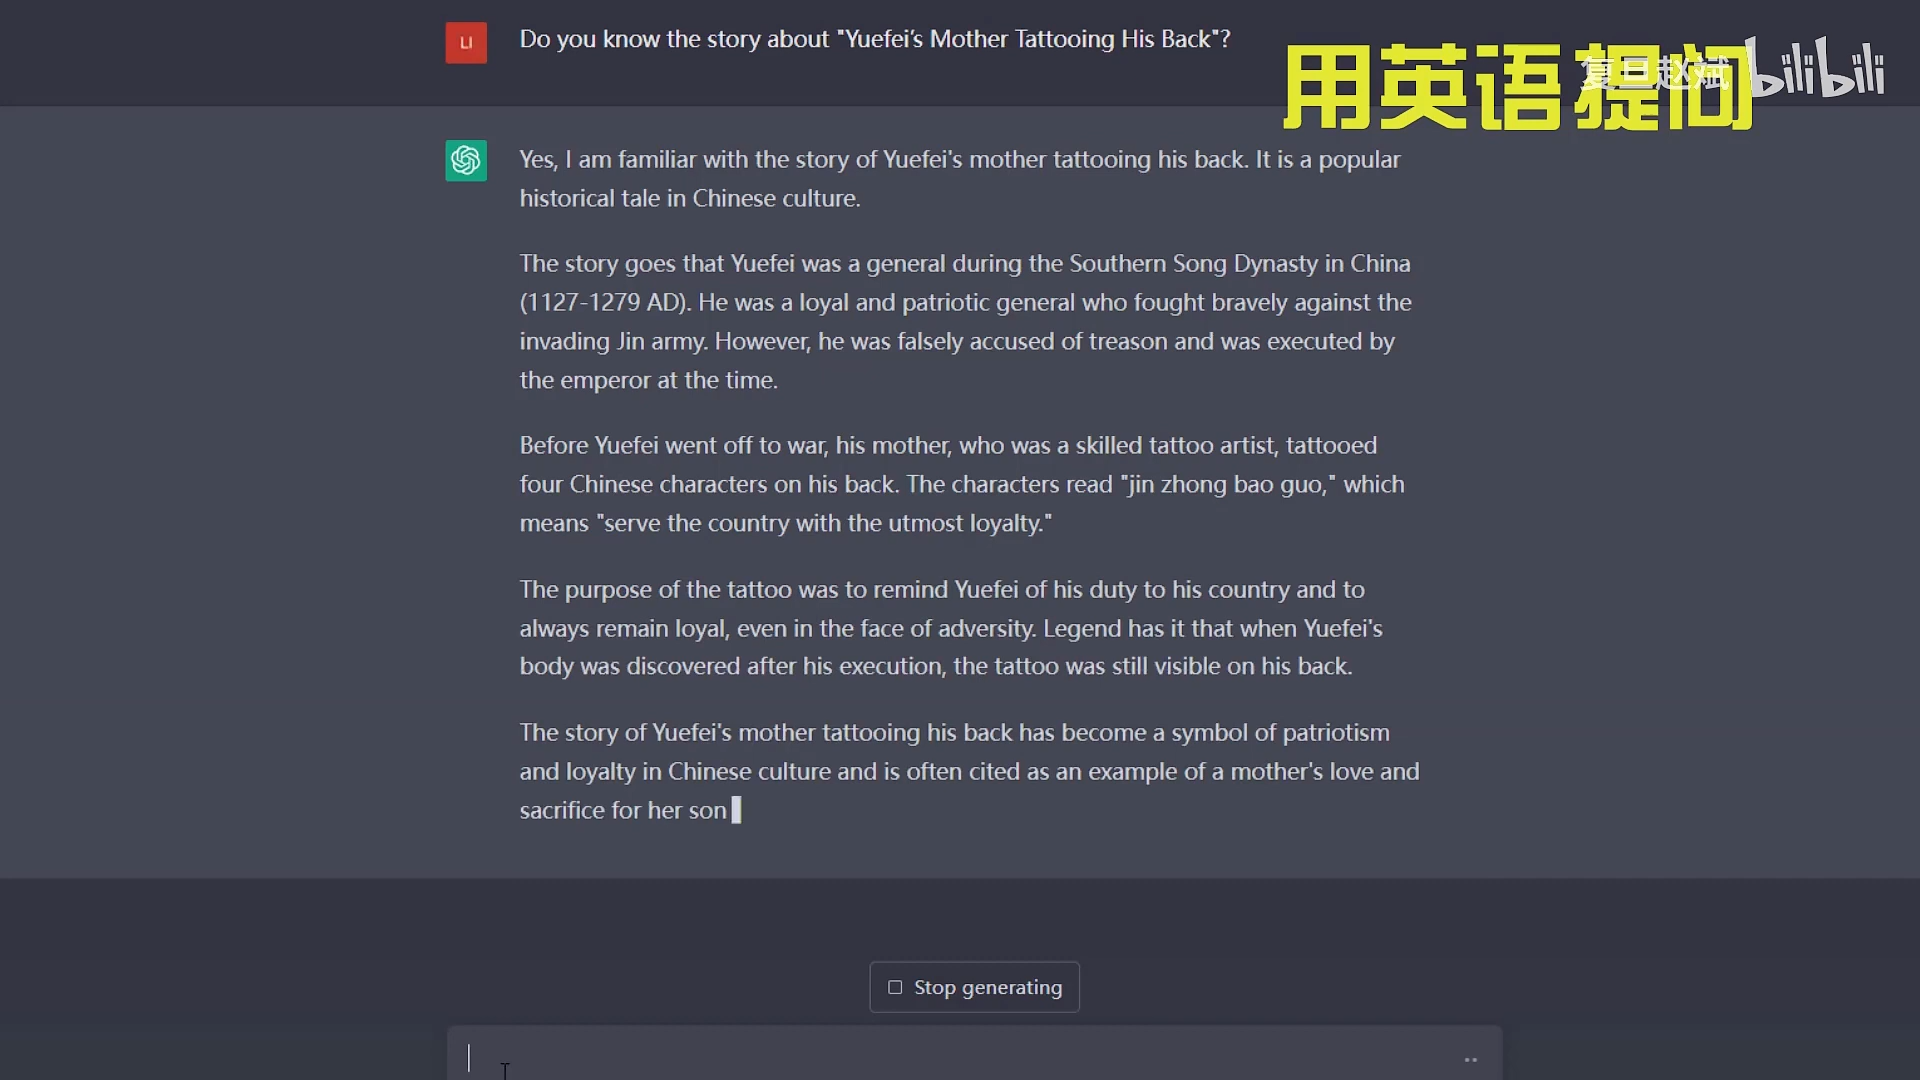 LI
Do you know the story about "Yuefei's Mother Tattooing His Back"?
用英语提问
复旦赵斌
bilibili
Yes, I am familiar with the story of Yuefei's mother tattooing his back. It is a popular
historical tale in Chinese culture.
The story goes that Yuefei was a general during the Southern Song Dynasty in China
(1127-1279 AD). He was a loyal and patriotic general who fought bravely against the
invading Jin army. However, he was falsely accused of treason and was executed by
the emperor at the time.
Before Yuefei went off to war, his mother, who was a skilled tattoo artist, tattooed
four Chinese characters on his back. The characters read "jin zhong bao guo," which
means "serve the country with the utmost loyalty."
The purpose of the tattoo was to remind Yuefei of his duty to his country and to
always remain loyal, even in the face of adversity. Legend has it that when Yuefei's
body was discovered after his execution, the tattoo was still visible on his back.
The story of Yuefei's mother tattooing his back has become a symbol of patriotism
and loyalty in Chinese culture and is often cited as an example of a mother's love and
sacrifice for her son
Stop generating